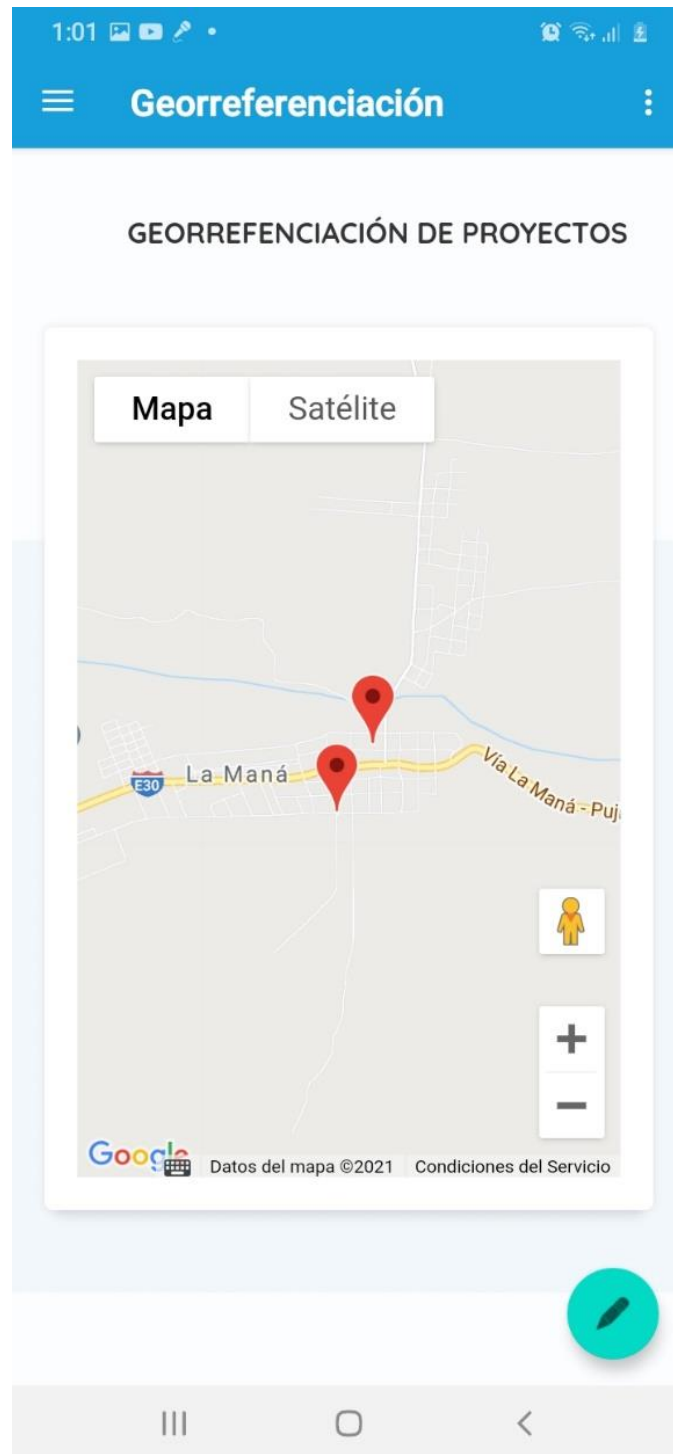 1:01
Georreferenciación
GEORREFENCIACIÓN DE PROYECTOS
Mapa Satélite
La Maná
E30
Vía La Maná - Puj
Google
Datos del mapa ©2021 Condiciones del Servicio